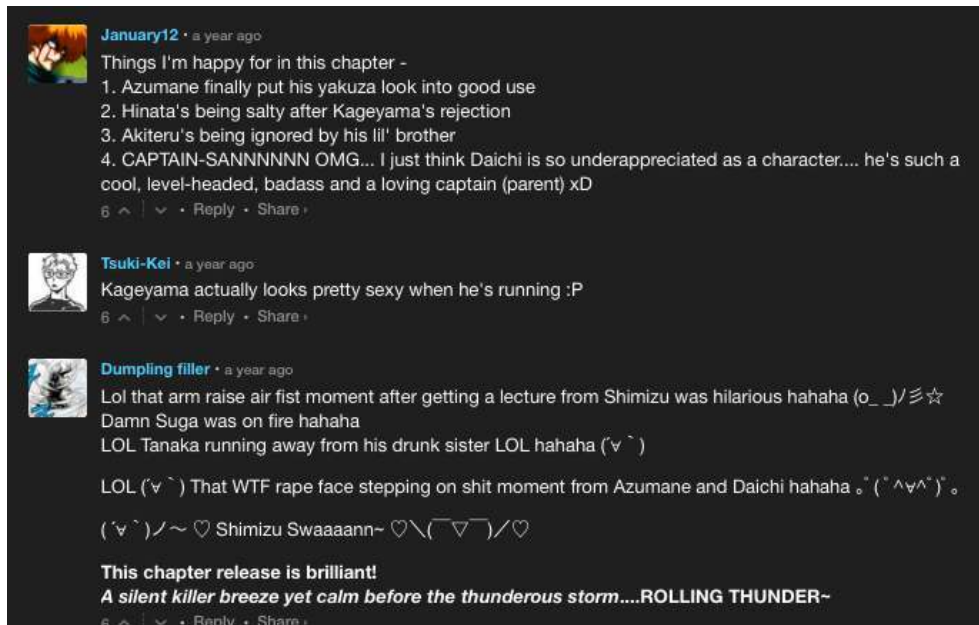 January12 • a year ago
Things I'm happy for in this chapter -
1. Azumane finally put his yakuza look into good use
2. Hinata's being salty after Kageyama's rejection
3. Akiteru's being ignored by his lil' brother
4. CAPTAIN-SANNNNNN OMG... I just think Daichi is so underappreciated as a character.... he's such a
cool, level-headed, badass and a loving captain (parent) xD
6 • Reply • Share ›
Tsuki-Kei • a year ago
Kageyama actually looks pretty sexy when he's running :P
6 • Reply • Share ›
Dumpling filler • a year ago
Lol that arm raise air fist moment after getting a lecture from Shimizu was hilarious hahaha (o_ _)ﾉ彡☆
Damn Suga was on fire hahaha
LOL Tanaka running away from his drunk sister LOL hahaha (´∀｀)
LOL (´∀｀) That WTF rape face stepping on shit moment from Azumane and Daichi hahaha ｡ﾟ(ﾟ^∀^ﾟ)ﾟ｡
(´∀｀)ノ～ ♡ Shimizu Swaaaann~ ♡＼(￣▽￣)／♡
This chapter release is brilliant!
A silent killer breeze yet calm before the thunderous storm....ROLLING THUNDER~
6 • Reply • Share ›